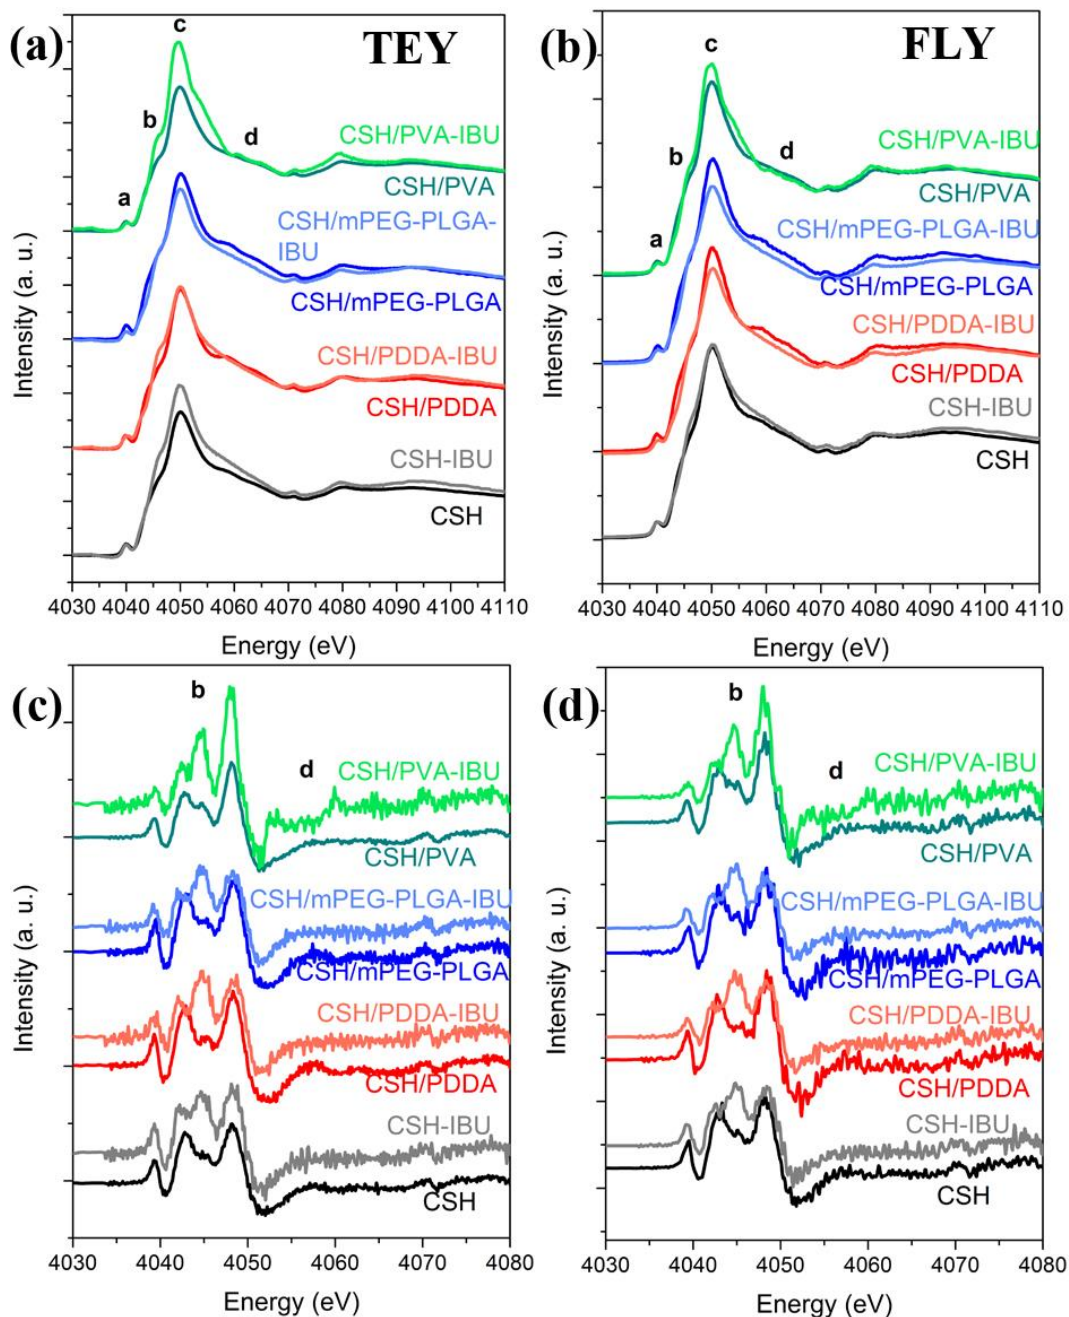 (a)
TEY
c
b
d
a
CSH/PVA-IBU
CSH/PVA
CSH/mPEG-PLGA-
IBU
CSH/mPEG-PLGA
CSH/PDDA-IBU
CSH/PDDA
CSH-IBU
CSH
Intensity (a. u.)
4030 4040 4050 4060 4070 4080 4090 4100 4110
Energy (eV)
(b)
FLY
c
b
d
a
CSH/PVA-IBU
CSH/PVA
CSH/mPEG-PLGA-IBU
CSH/mPEG-PLGA
CSH/PDDA-IBU
CSH/PDDA
CSH-IBU
CSH
Intensity (a. u.)
4030 4040 4050 4060 4070 4080 4090 4100 4110
Energy (eV)
(c)
b
d
CSH/PVA-IBU
CSH/PVA
CSH/mPEG-PLGA-IBU
CSH/mPEG-PLGA
CSH/PDDA-IBU
CSH/PDDA
CSH-IBU
CSH
Intensity (a. u.)
4030 4040 4050 4060 4070 4080
Energy (eV)
(d)
b
d
CSH/PVA-IBU
CSH/PVA
CSH/mPEG-PLGA-IBU
CSH/mPEG-PLGA
CSH/PDDA-IBU
CSH/PDDA
CSH-IBU
CSH
Intensity (a. u.)
4030 4040 4050 4060 4070 4080
Energy (eV)